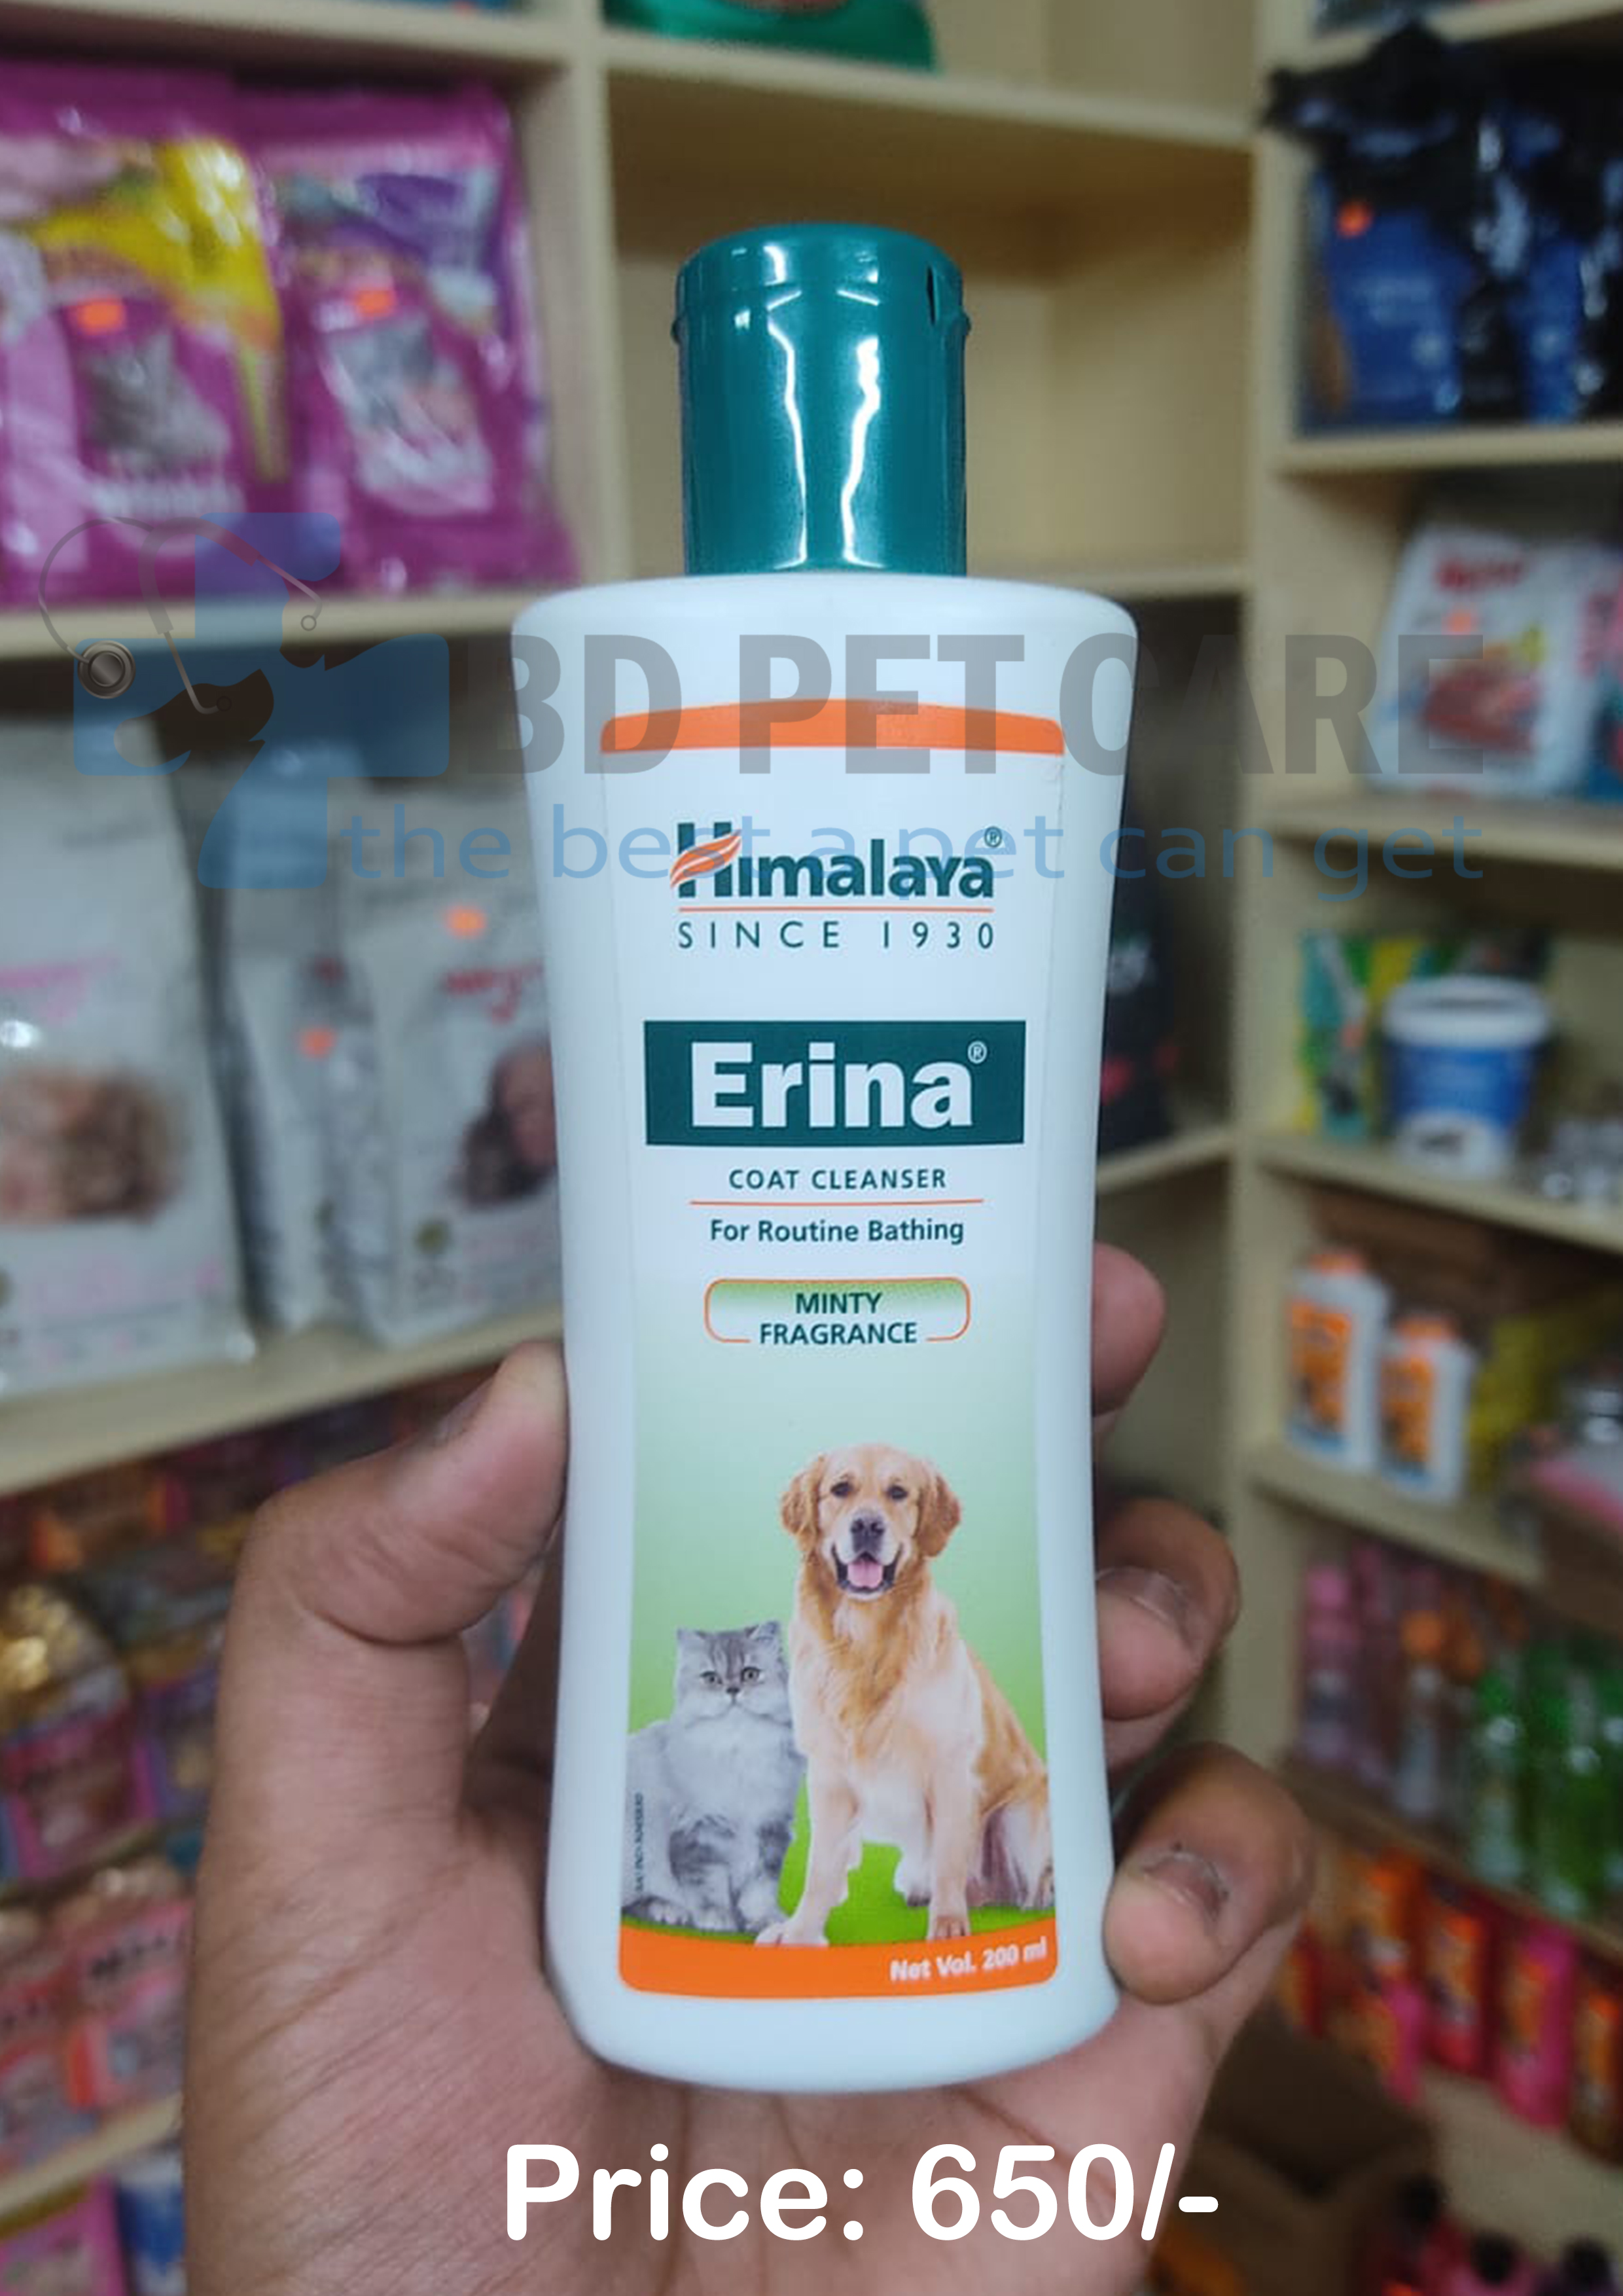 BD PET CARE
the best a pet can get
Himalaya®
SINCE 1930
Erina®
COAT CLEANSER
For Routine Bathing
MINTY
FRAGRANCE
Net Vol. 200 ml
Price: 650/-